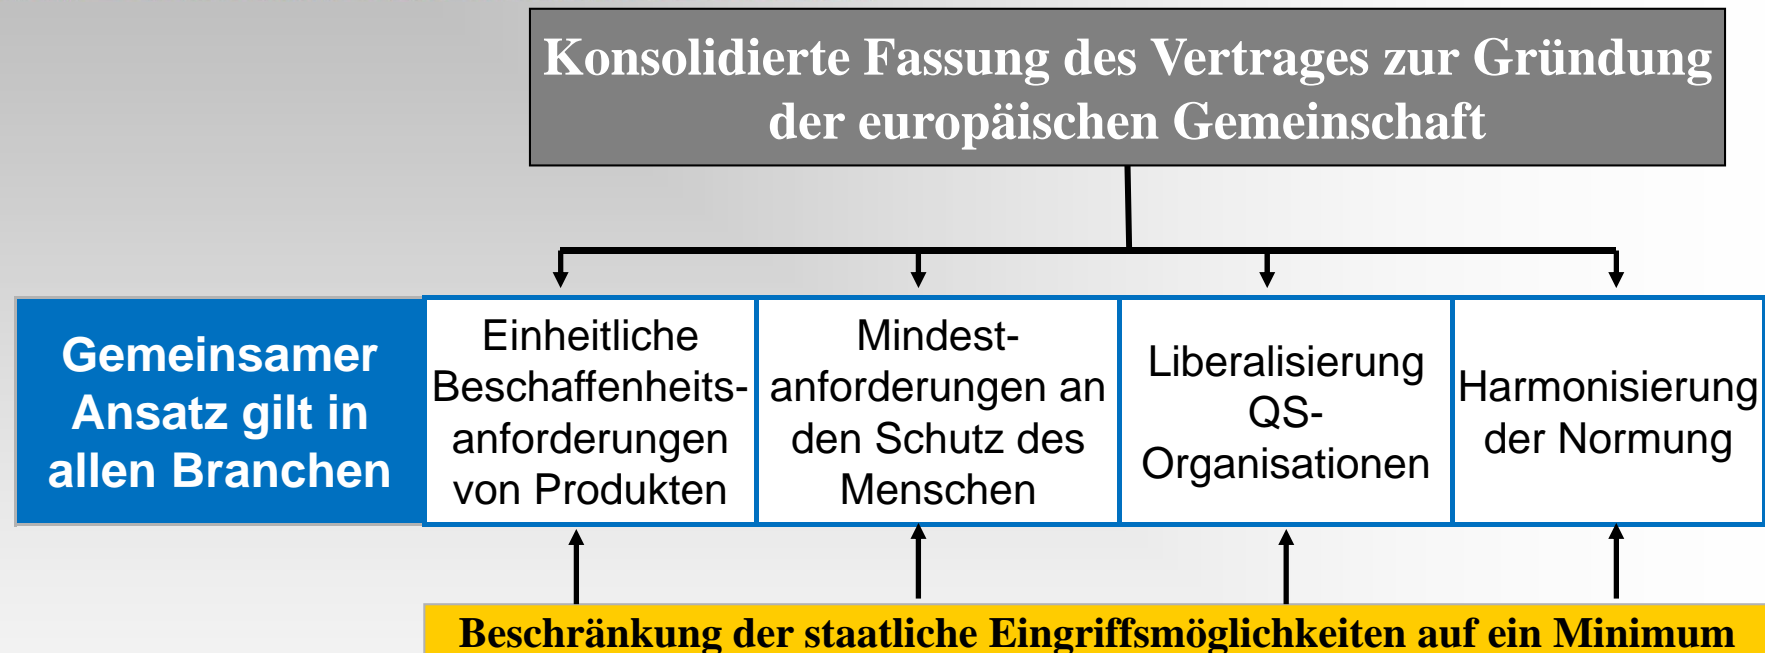 Konsolidierte Fassung des Vertrages zur Gründung
der europäischen Gemeinschaft
Gemeinsamer
Ansatz gilt in
allen Branchen
Einheitliche
Beschaffenheits-
anforderungen
von Produkten
Mindest-
anforderungen an
den Schutz des
Menschen
Liberalisierung
QS-
Organisationen
Harmonisierung
der Normung
Beschränkung der staatliche Eingriffsmöglichkeiten auf ein Minimum